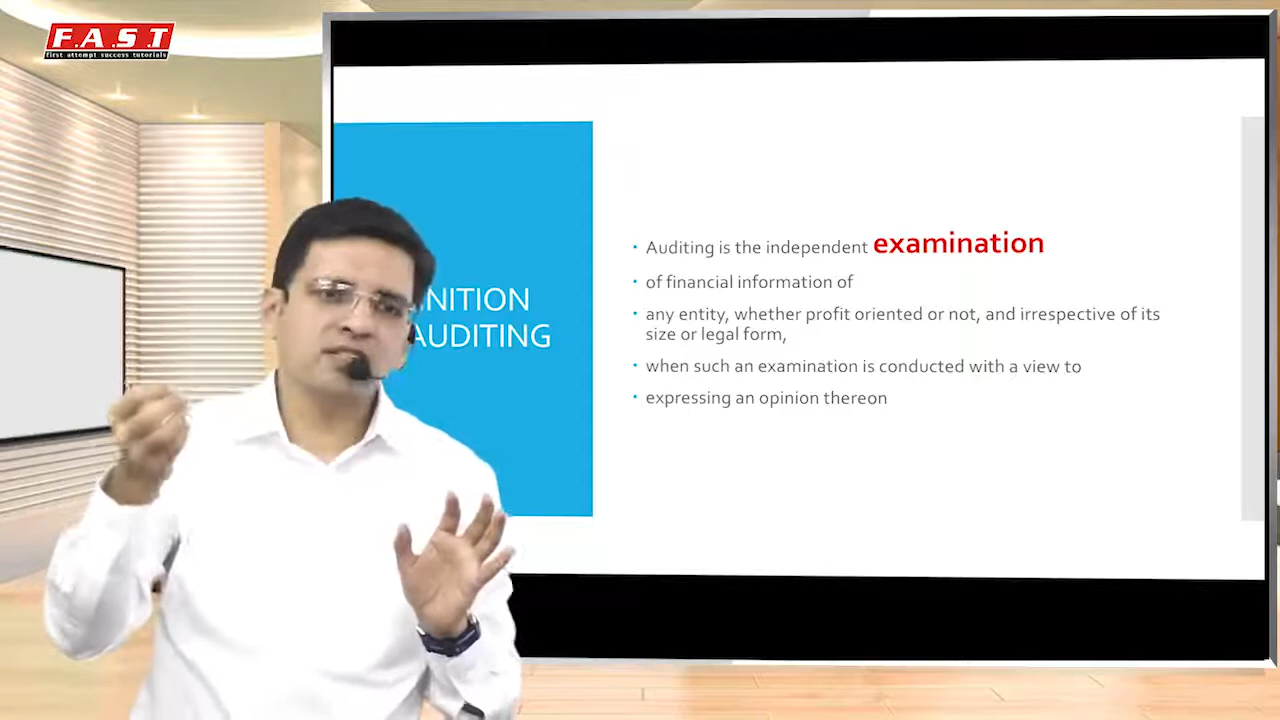 F.A.S.T
first attempt success tutorials
NITION
AUDITING
• Auditing is the independent examination
• of financial information of
• any entity, whether profit oriented or not, and irrespective of its
size or legal form,
• when such an examination is conducted with a view to
• expressing an opinion thereon